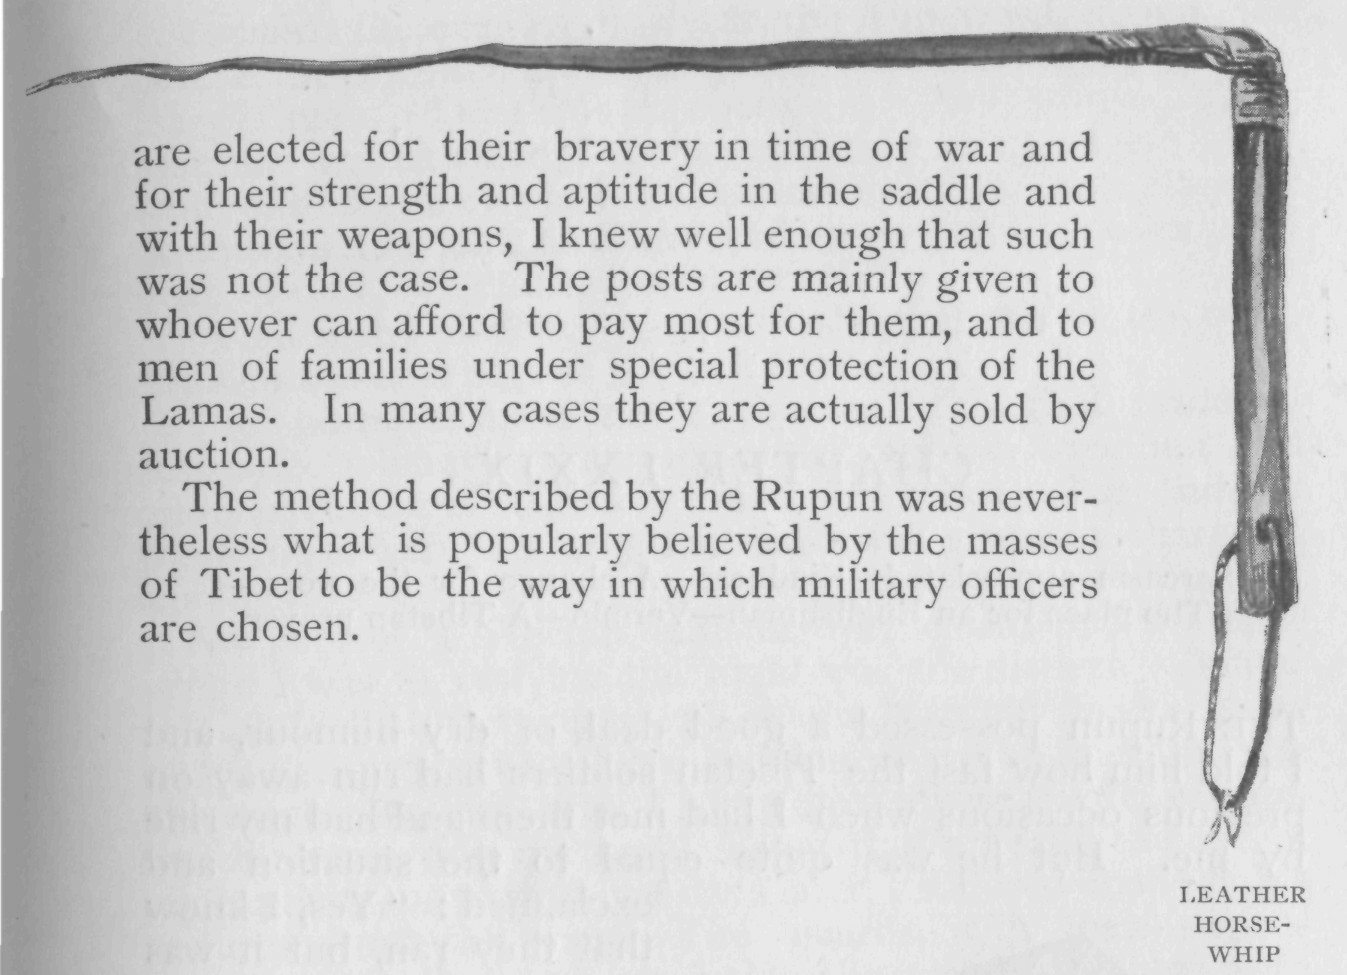 are elected for their bravery in time of war and
for their strength and aptitude in the saddle and
with their weapons, I knew well enough that such
was not the case. The posts are mainly given to
whoever can afford to pay most for them, and to
men of families under special protection of the
Lamas. In many cases they are actually sold by
auction.
The method described by the Rupun was never-
theless what is popularly believed by the masses
of Tibet to be the way in which military officers
are chosen.
LEATHER
HORSE-
WHIP